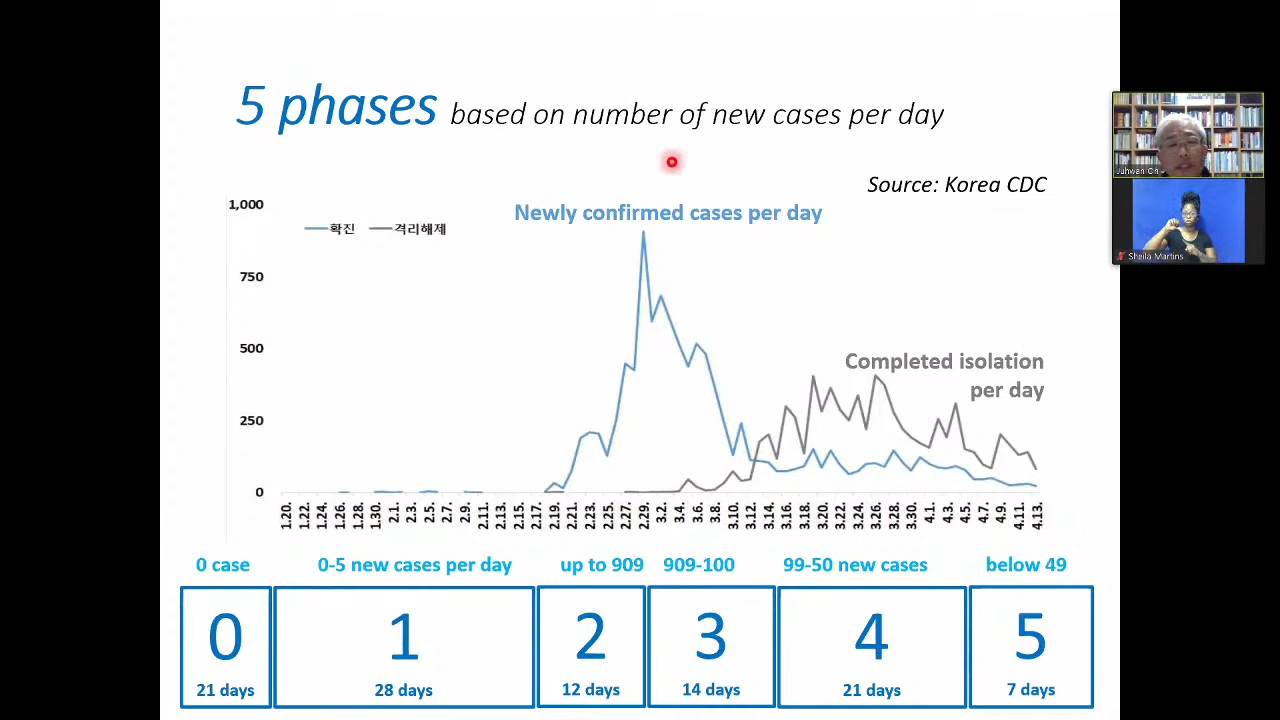 5 phases based on number of new cases per day
Source: Korea CDC
Newly confirmed cases per day
확진 격리해제
1,000
750
500
250
0
Completed isolation
per day
1.20. 1.22. 1.24. 1.26. 1.28. 1.30. 2.1. 2.3. 2.5. 2.7. 2.9. 2.11. 2.13. 2.15. 2.17. 2.19. 2.21. 2.23. 2.25. 2.27. 2.29. 3.2. 3.4. 3.6. 3.8. 3.10. 3.12. 3.14. 3.16. 3.18. 3.20. 3.22. 3.24. 3.26. 3.28. 3.30. 4.1. 4.3. 4.5. 4.7. 4.9. 4.11. 4.13.
0 case 0-5 new cases per day up to 909 909-100 99-50 new cases below 49
0 1 2 3 4 5
21 days 28 days 12 days 14 days 21 days 7 days
Juhwan Oh
Sheila Martins